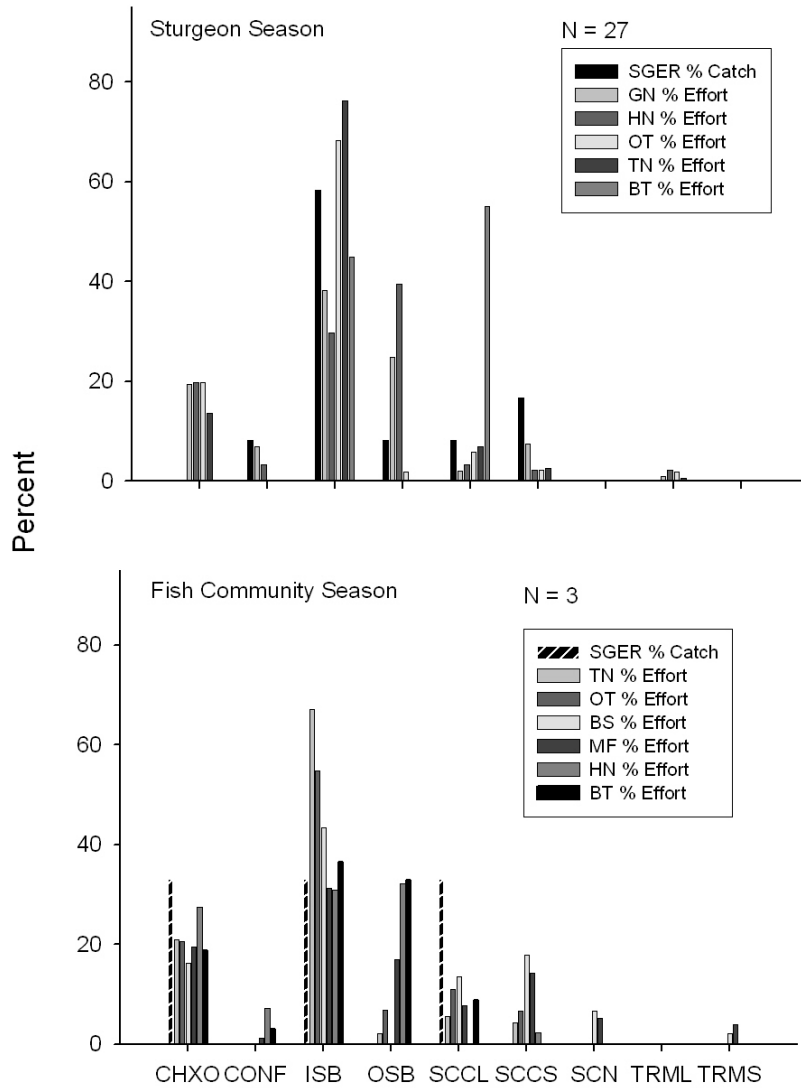 Sturgeon Season
N = 27
SGER % Catch
GN % Effort
HN % Effort
OT % Effort
TN % Effort
BT % Effort
80
60
40
20
0
Percent
Fish Community Season
N = 3
SGER % Catch
TN % Effort
OT % Effort
BS % Effort
MF % Effort
HN % Effort
BT % Effort
80
60
40
20
0
CHXO CONF ISB OSB SCCL SCCS SCN TRML TRMS